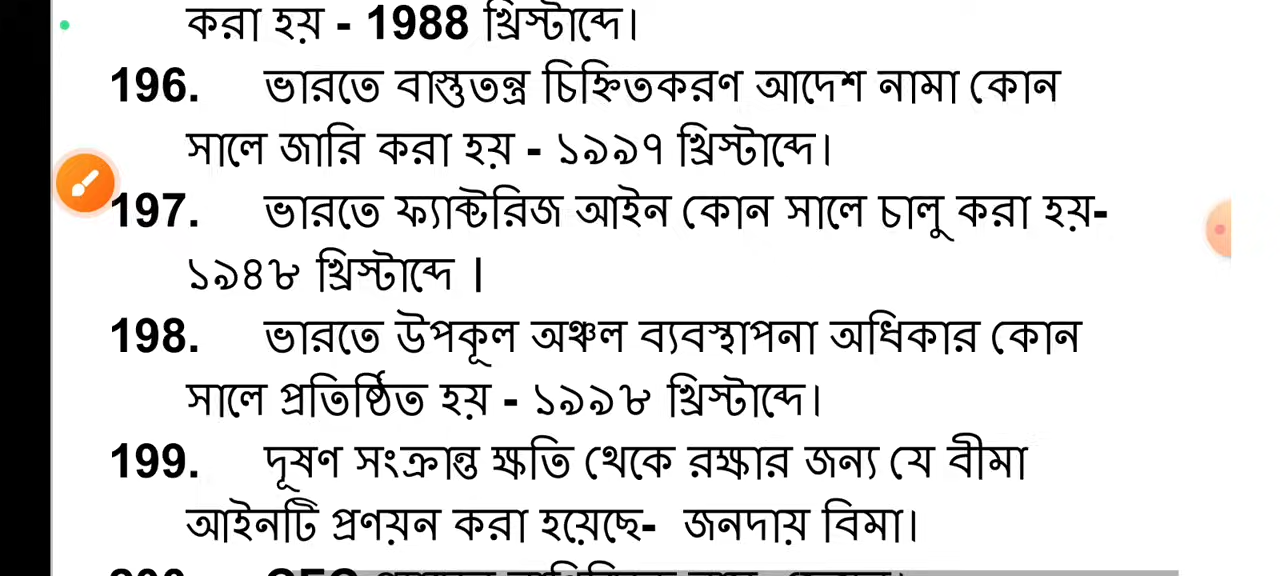 করা হয় - 1988 খ্রিস্টাব্দে।
196. ভারতে বাস্তুতন্ত্র চিহ্নিতকরণ আদেশ নামা কোন
সালে জারি করা হয় - ১৯৯৭ খ্রিস্টাব্দে।
197. ভারতে ফ্যাক্টরিজ আইন কোন সালে চালু করা হয়-
১৯৪৮ খ্রিস্টাব্দে |
198. ভারতে উপকূল অঞ্চল ব্যবস্থাপনা অধিকার কোন
সালে প্রতিষ্ঠিত হয় - ১৯৯৮ খ্রিস্টাব্দে।
199. দূষণ সংক্রান্ত ক্ষতি থেকে রক্ষার জন্য যে বীমা
আইনটি প্রণয়ন করা হয়েছে- জনদায় বিমা।